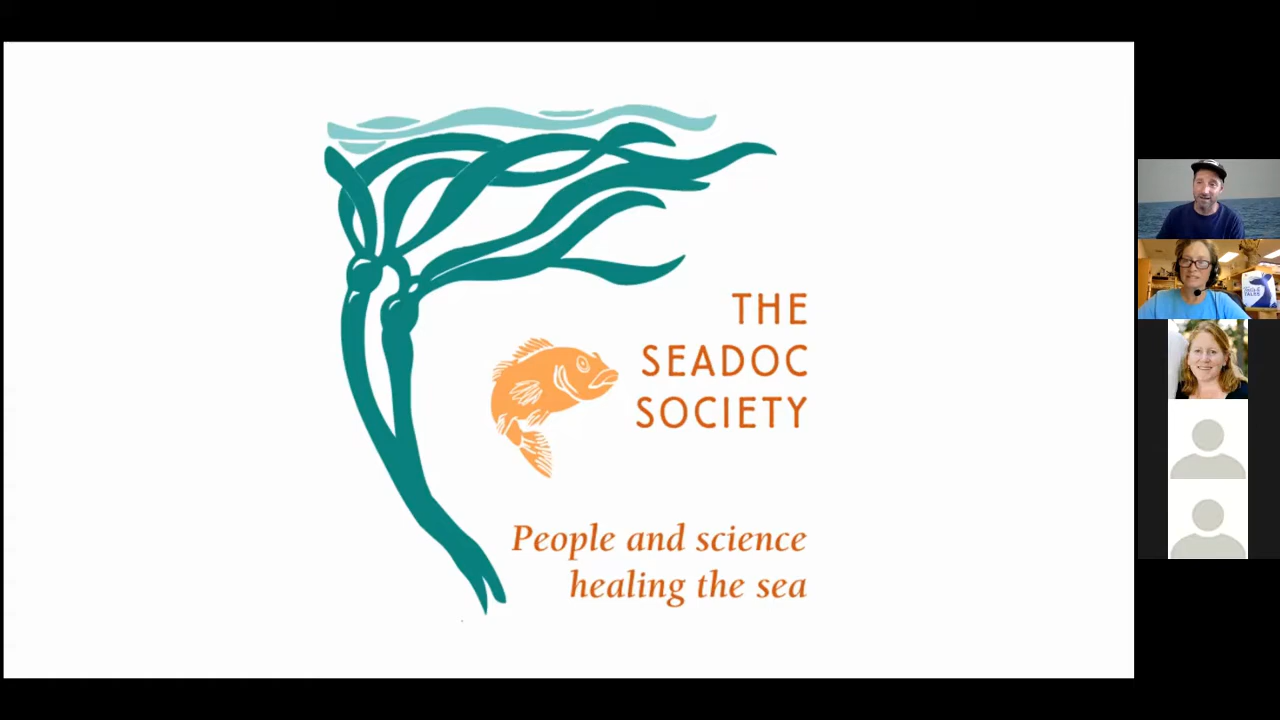 THE
SEADOC
SOCIETY
People and science
healing the sea